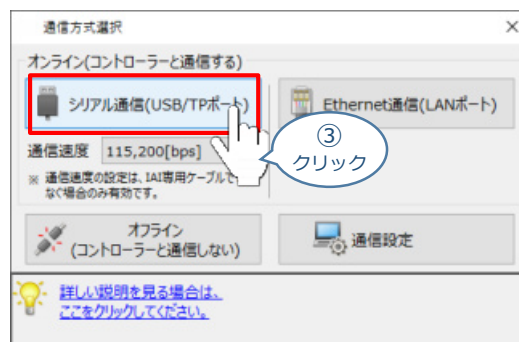 通信方式選択
オンライン(コントローラーと通信する)
シリアル通信(USB/TPポート)
Ethernet通信(LANポート)
③
クリック
通信速度 115,200[bps]
※ 通信速度の設定は、IAI専用ケーブルで
なぐ場合のみ有効です。
オフライン
(コントローラーと通信しない)
通信設定
詳しい説明を見る場合は、
ここをクリックしてください。